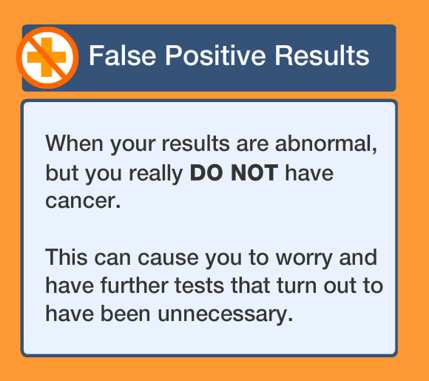 False Positive Results
When your results are abnormal,
but you really DO NOT have
cancer.
This can cause you to worry and
have further tests that turn out to
have been unnecessary.